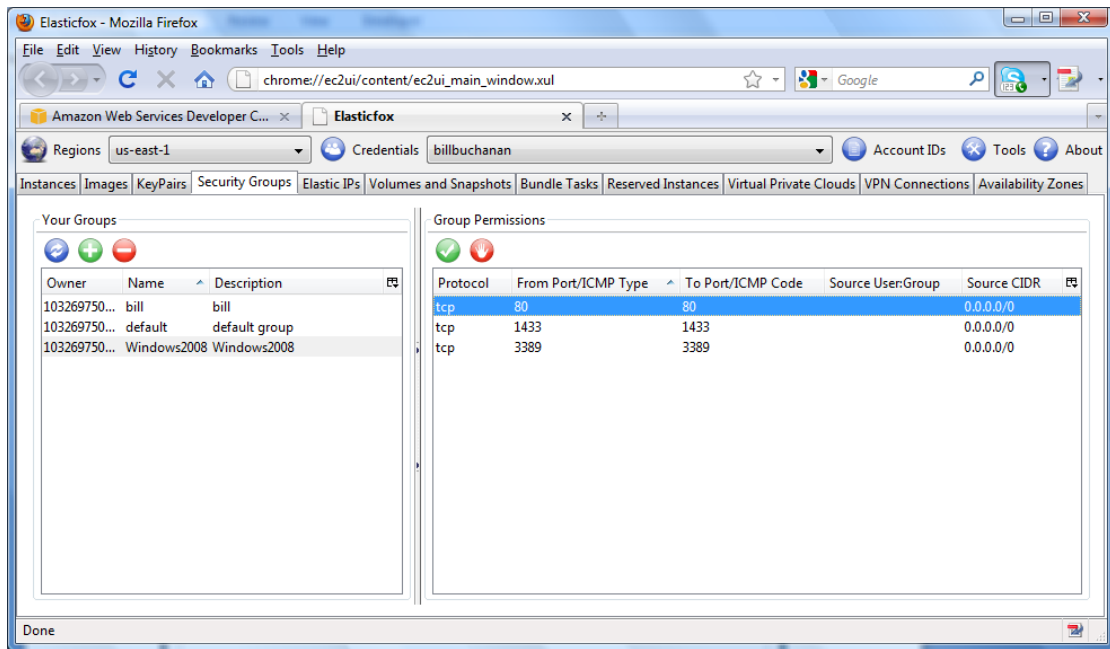 Elasticfox - Mozilla Firefox
File Edit View History Bookmarks Tools Help
chrome://ec2ui/content/ec2ui_main_window.xul Google
Amazon Web Services Developer C... Elasticfox
Regions us-east-1 Credentials billbuchanan Account IDs Tools About
Instances Images KeyPairs Security Groups Elastic IPs Volumes and Snapshots Bundle Tasks Reserved Instances Virtual Private Clouds VPN Connections Availability Zones
Your Groups Group Permissions
Owner Name Description Protocol From Port/ICMP Type To Port/ICMP Code Source User:Group Source CIDR
103269750... bill bill tcp 80 80 0.0.0.0/0
103269750... default default group tcp 1433 1433 0.0.0.0/0
103269750... Windows2008 Windows2008 tcp 3389 3389 0.0.0.0/0
Done